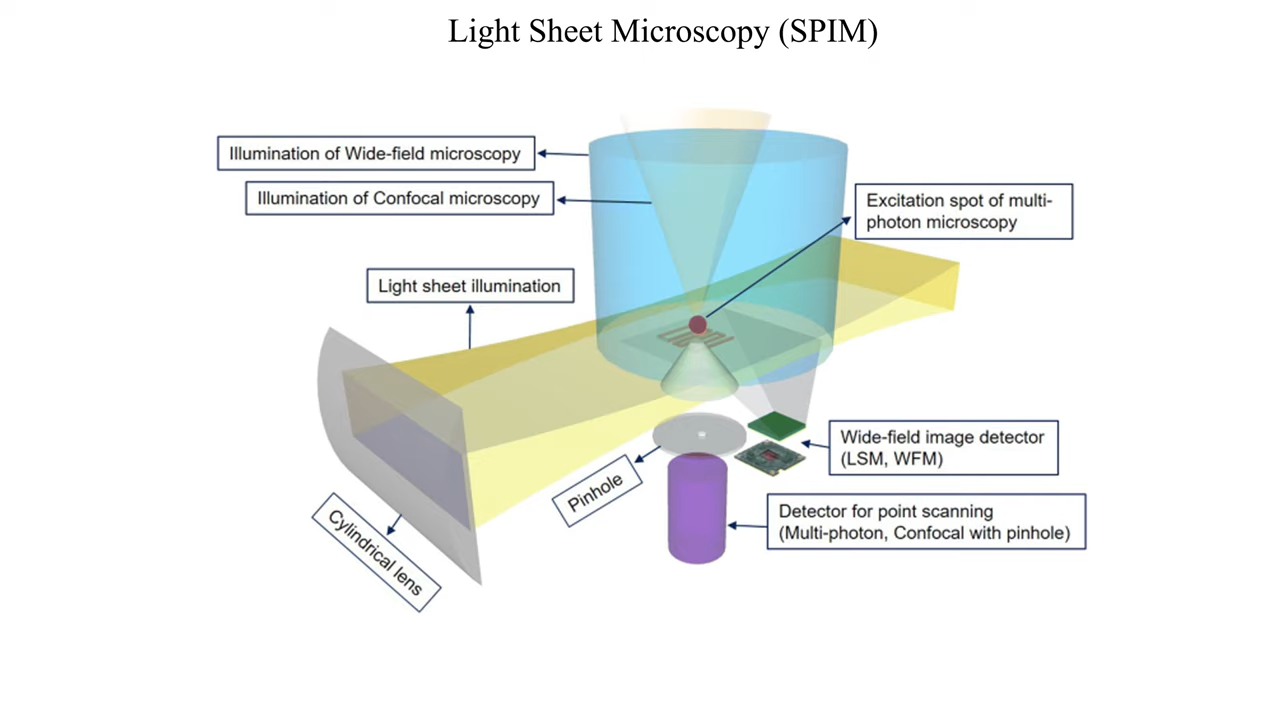 Light Sheet Microscopy (SPIM)
Illumination of Wide-field microscopy
Illumination of Confocal microscopy
Excitation spot of multi-
photon microscopy
Light sheet illumination
Wide-field image detector
(LSM, WFM)
Pinhole
Detector for point scanning
(Multi-photon, Confocal with pinhole)
Cylindrical lens